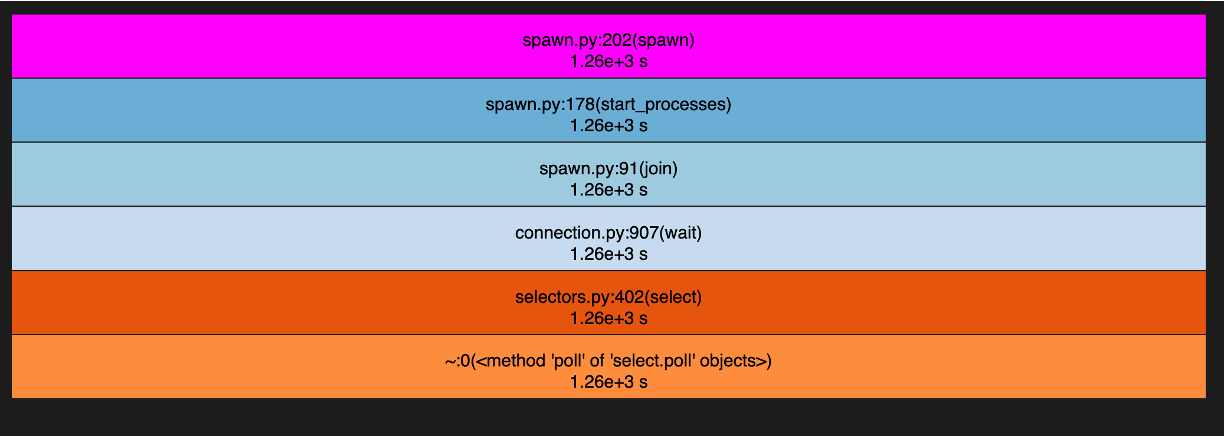 spawn.py:202(spawn)
1.26e+3 s
spawn.py:178(start_processes)
1.26e+3 s
spawn.py:91(join)
1.26e+3 s
connection.py:907(wait)
1.26e+3 s
selectors.py:402(select)
1.26e+3 s
~:0(<method 'poll' of 'select.poll' objects>)
1.26e+3 s